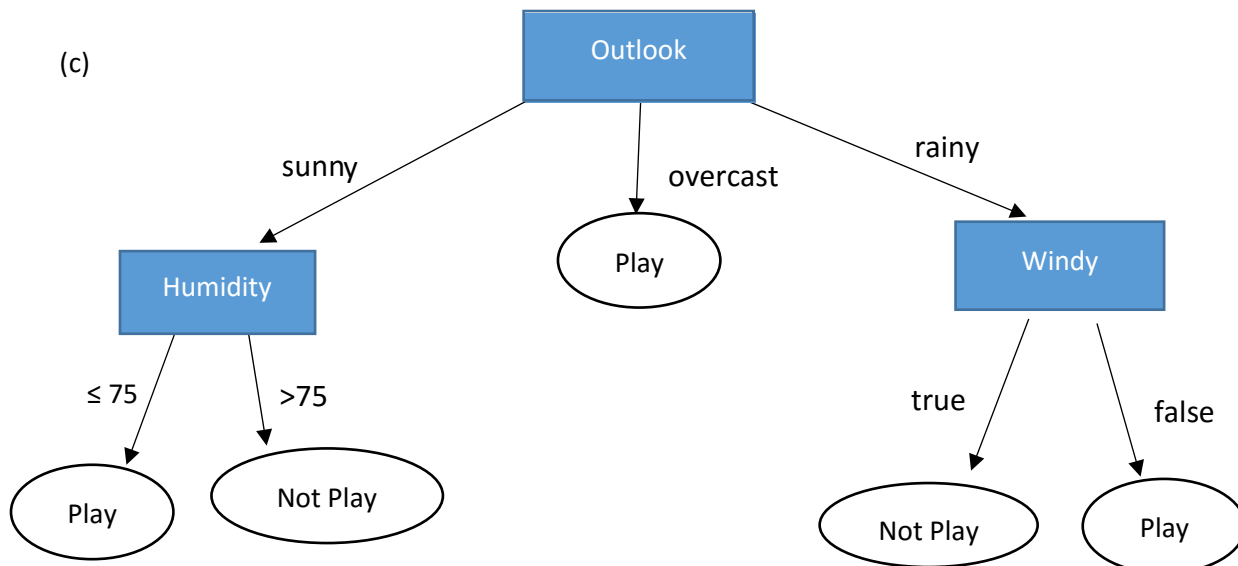 (c)
Outlook
sunny
overcast
rainy
Humidity
Play
Windy
≤ 75
>75
true
false
Play
Not Play
Not Play
Play